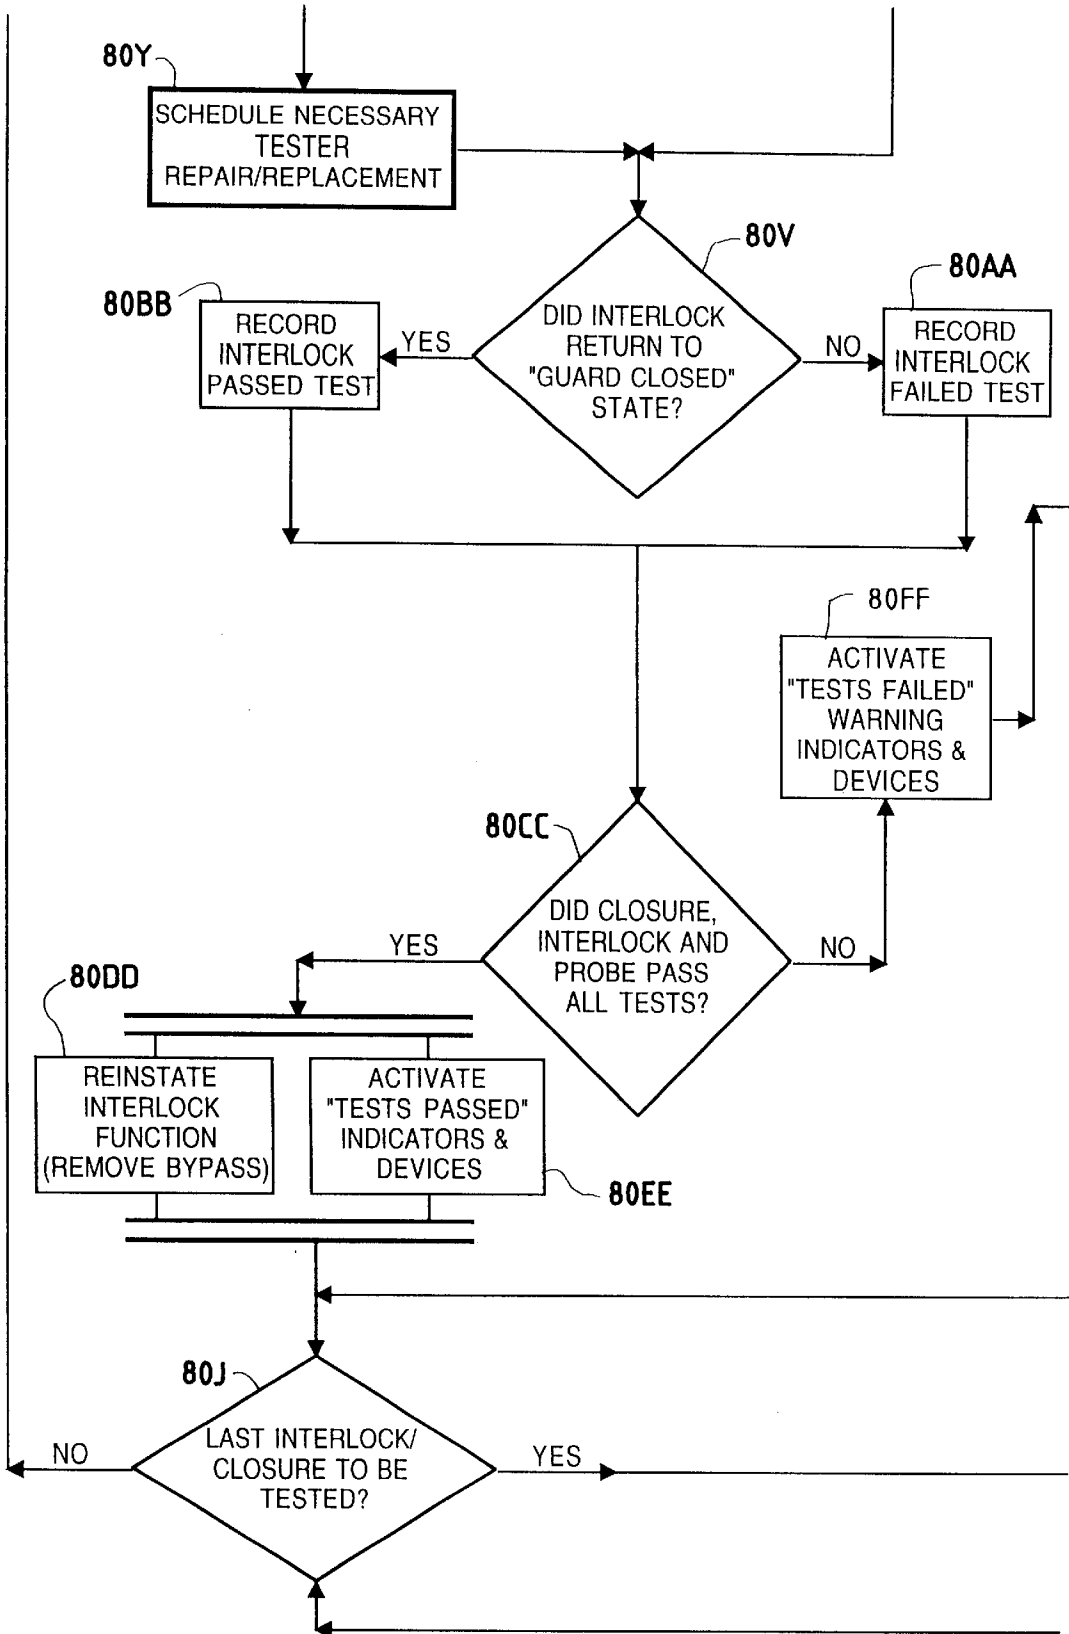 80Y
SCHEDULE NECESSARY
TESTER
REPAIR/REPLACEMENT
80V
DID INTERLOCK
RETURN TO
"GUARD CLOSED"
STATE?
YES
NO
80BB
RECORD
INTERLOCK
PASSED TEST
80AA
RECORD
INTERLOCK
FAILED TEST
80FF
ACTIVATE
"TESTS FAILED"
WARNING
INDICATORS &
DEVICES
80CC
DID CLOSURE,
INTERLOCK AND
PROBE PASS
ALL TESTS?
YES
NO
80DD
REINSTATE
INTERLOCK
FUNCTION
(REMOVE BYPASS)
ACTIVATE
"TESTS PASSED"
INDICATORS &
DEVICES
80EE
80J
LAST INTERLOCK/
CLOSURE TO BE
TESTED?
NO
YES